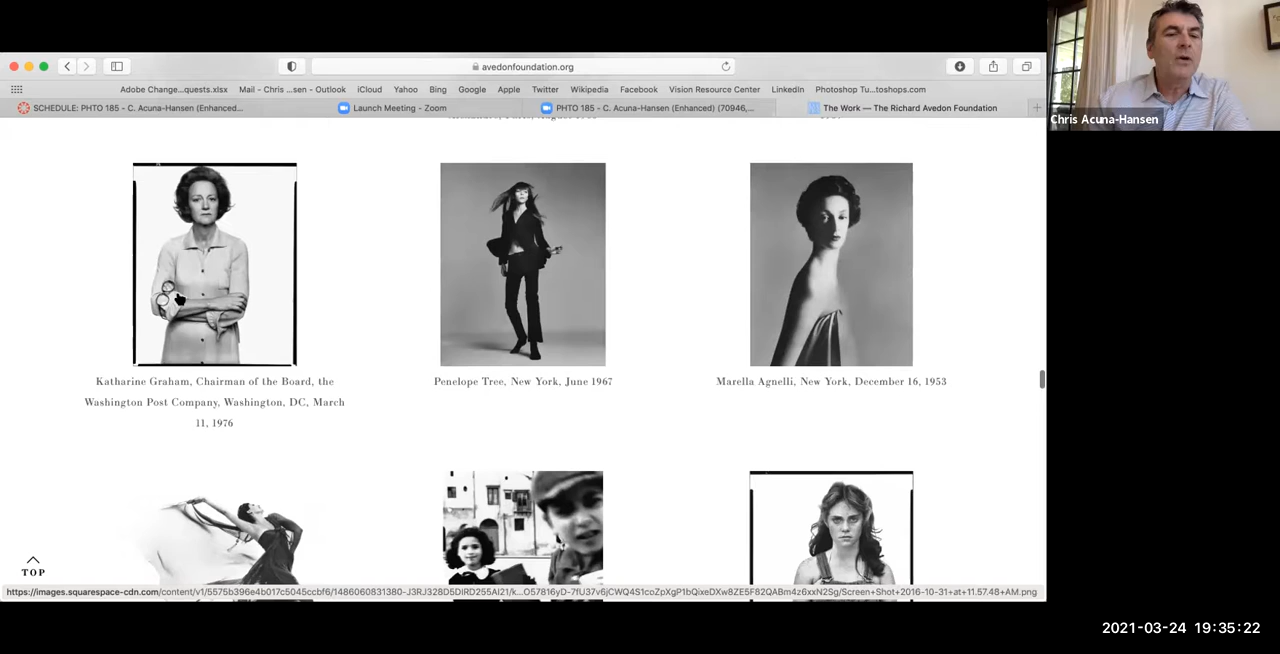 avedonfoundation.org
Adobe Change...quests.xlsx Mail - Chris ...sen - Outlook iCloud Yahoo Bing Google Apple Twitter Wikipedia Facebook Vision Resource Center LinkedIn Photoshop Tu...toshops.com
SCHEDULE: PHTO 185 - C. Acuna-Hansen (Enhanced... Launch Meeting - Zoom PHTO 185 - C. Acuna-Hansen (Enhanced) (70946,... The Work — The Richard Avedon Foundation
Chris Acuna-Hansen
Katharine Graham, Chairman of the Board, the
Washington Post Company, Washington, DC, March
11, 1976
Penelope Tree, New York, June 1967
Marella Agnelli, New York, December 16, 1953
TOP
2021-03-24 19:35:22